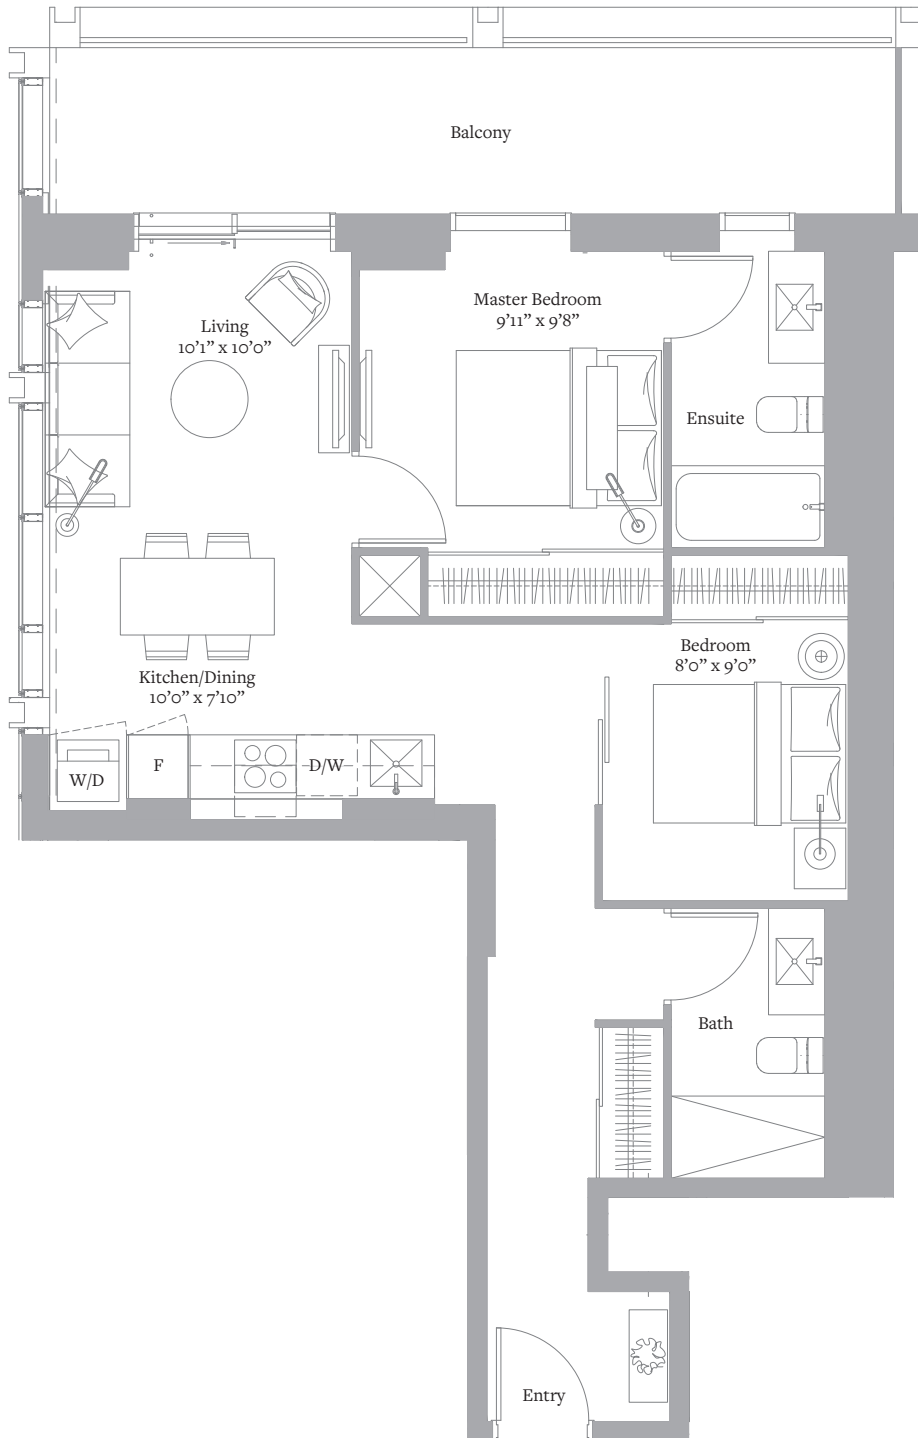 Balcony
Master Bedroom
9’11” x 9’8”
Living
10’1” x 10’0”
Ensuite
Bedroom
8’0” x 9’0”
Kitchen/Dining
10’0” x 7’10”
W/D
F
D/W
Bath
Entry